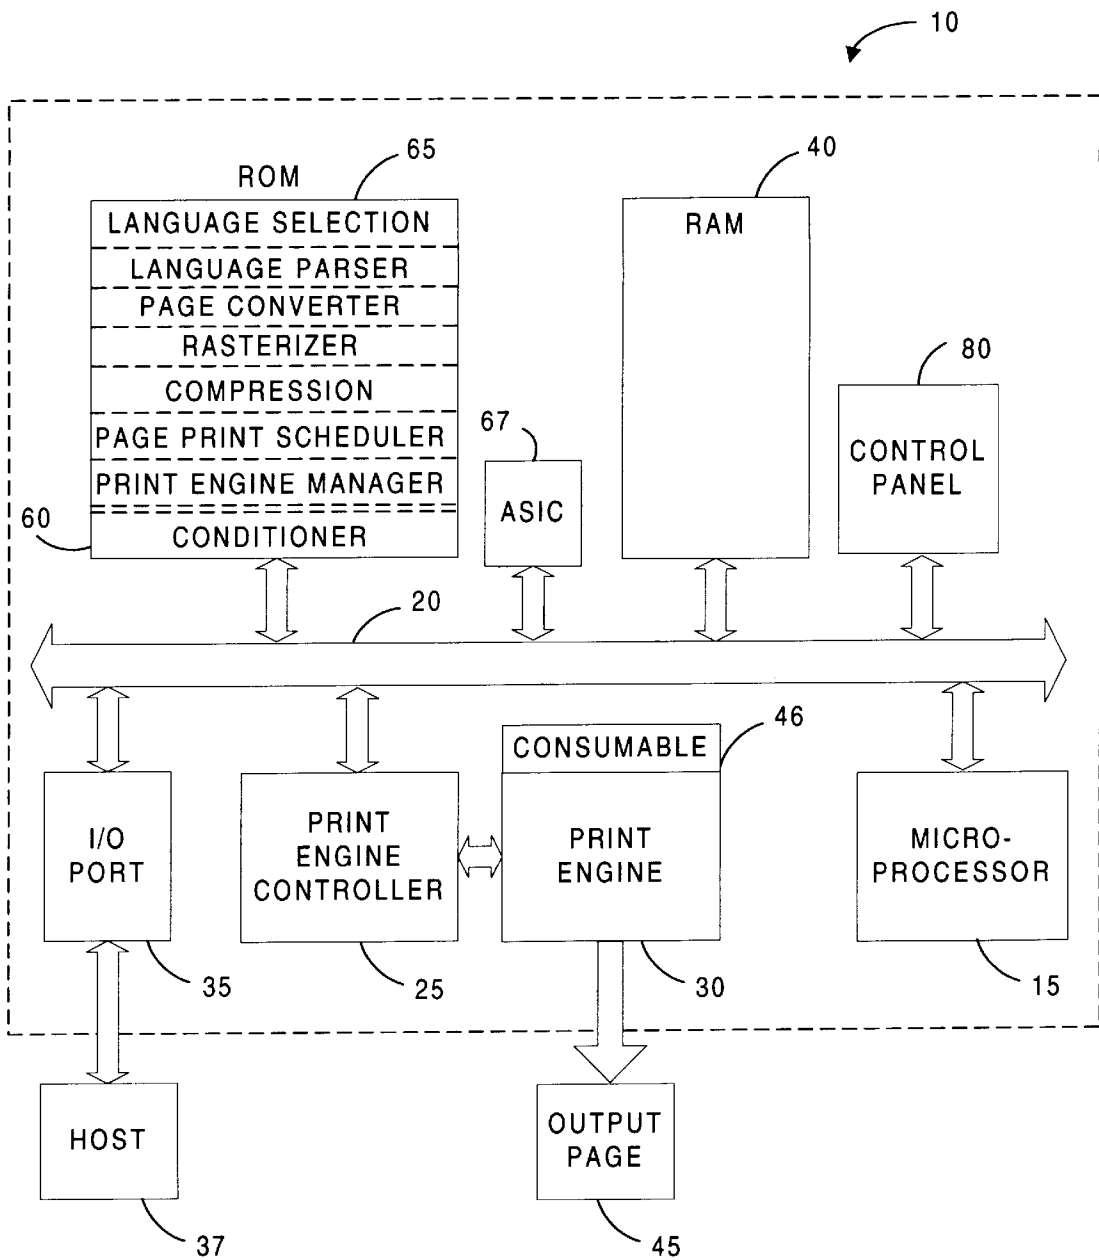 10
65
40
ROM
LANGUAGE SELECTION
LANGUAGE PARSER
PAGE CONVERTER
RASTERIZER
COMPRESSION
PAGE PRINT SCHEDULER
PRINT ENGINE MANAGER
CONDITIONER
60
67
ASIC
RAM
80
CONTROL
PANEL
20
46
CONSUMABLE
I/O
PORT
PRINT
ENGINE
CONTROLLER
PRINT
ENGINE
MICRO-
PROCESSOR
35
25
30
15
HOST
OUTPUT
PAGE
37
45